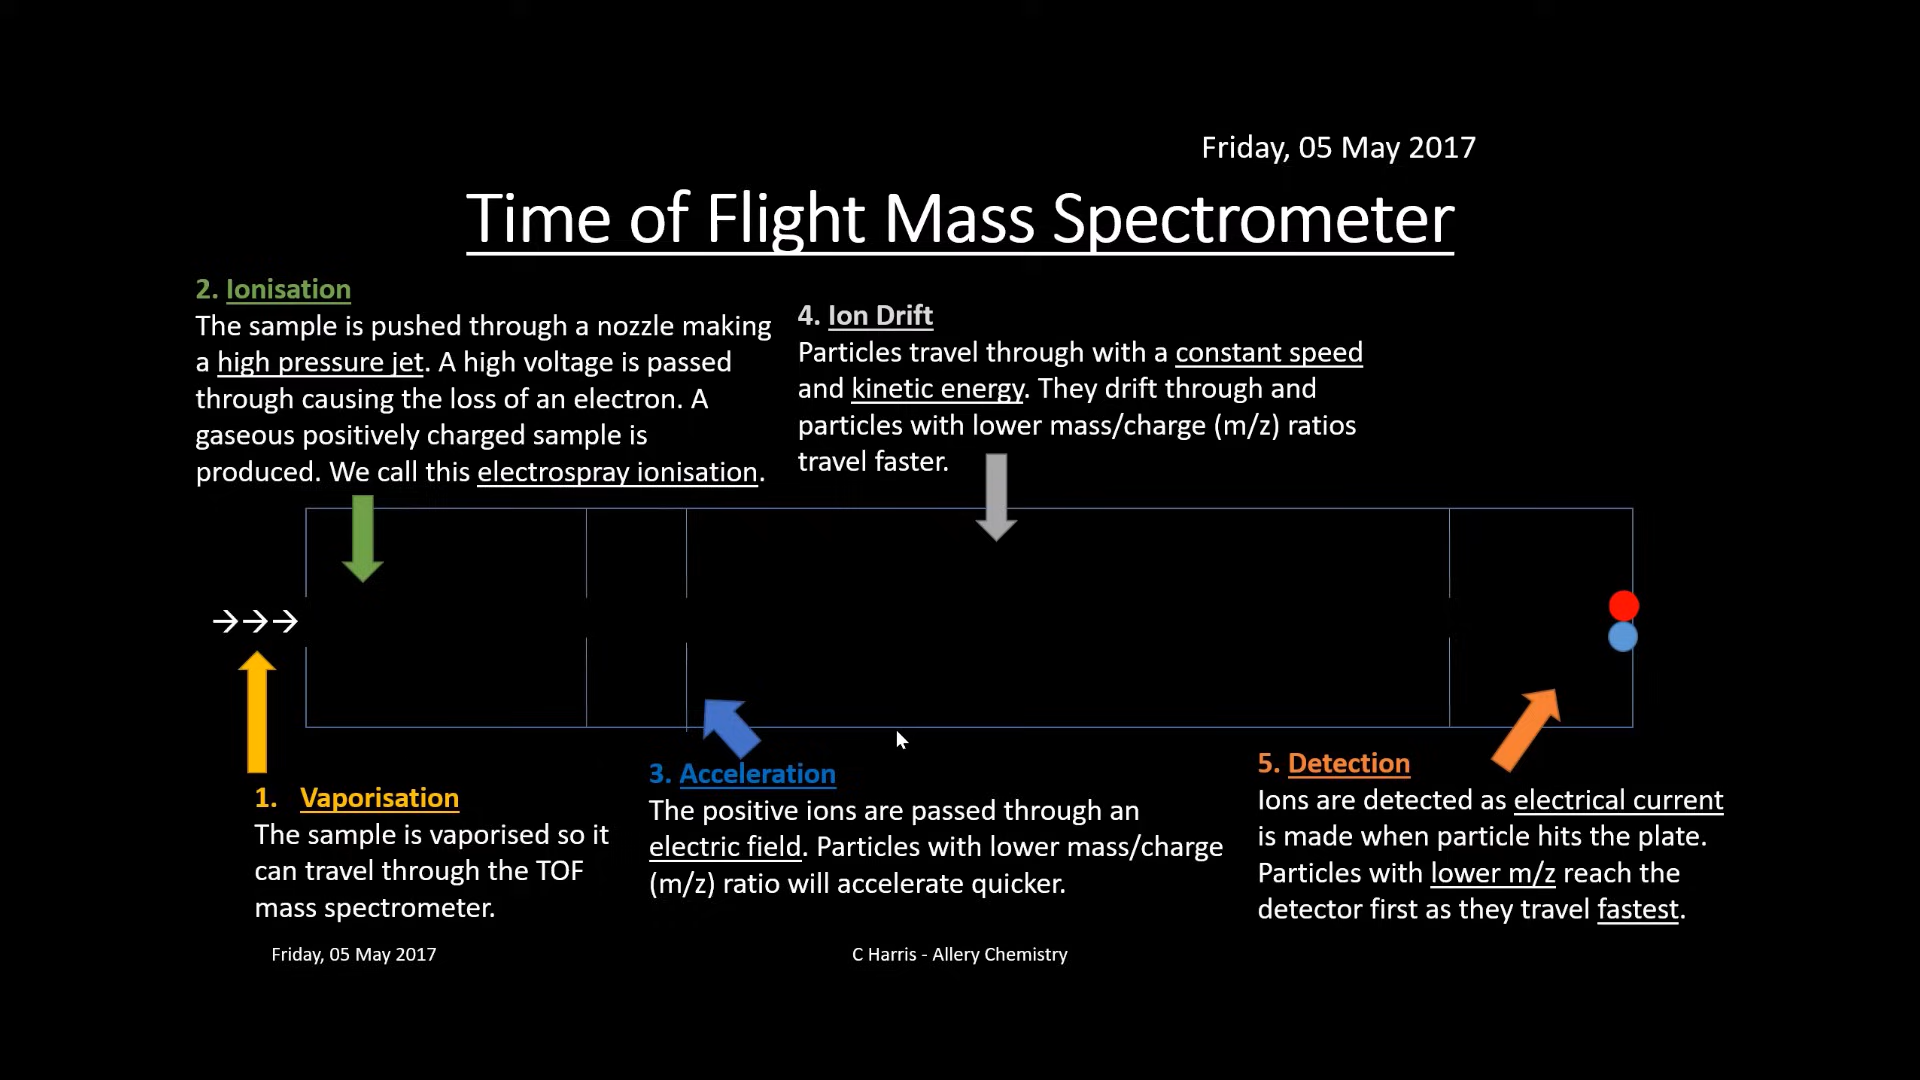 Friday, 05 May 2017
Time of Flight Mass Spectrometer
2. Ionisation
The sample is pushed through a nozzle making
a high pressure jet. A high voltage is passed
through causing the loss of an electron. A
gaseous positively charged sample is
produced. We call this electrospray ionisation.
4. Ion Drift
Particles travel through with a constant speed
and kinetic energy. They drift through and
particles with lower mass/charge (m/z) ratios
travel faster.
→→→
1. Vaporisation
The sample is vaporised so it
can travel through the TOF
mass spectrometer.
3. Acceleration
The positive ions are passed through an
electric field. Particles with lower mass/charge
(m/z) ratio will accelerate quicker.
5. Detection
Ions are detected as electrical current
is made when particle hits the plate.
Particles with lower m/z reach the
detector first as they travel fastest.
Friday, 05 May 2017
C Harris - Allery Chemistry